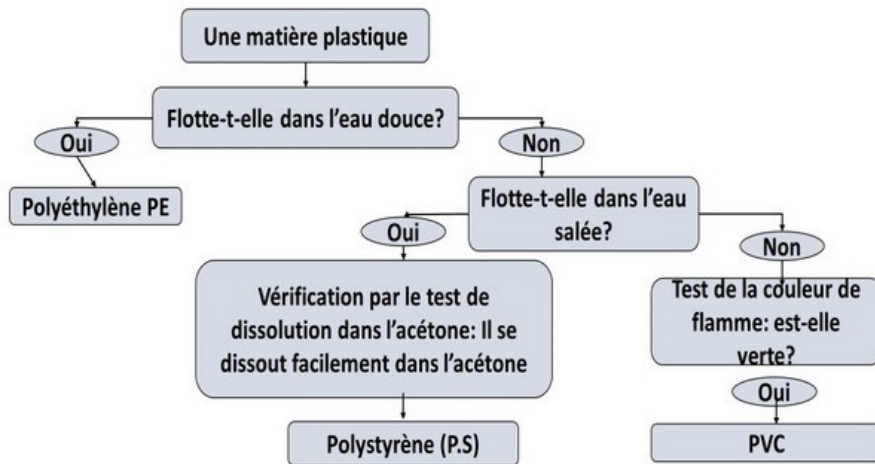 Une matière plastique
Flotte-t-elle dans l'eau douce?
Oui
Non
Polyéthylène PE
Flotte-t-elle dans l'eau
salée?
Oui
Non
Vérification par le test de
dissolution dans l'acétone: Il se
dissout facilement dans l'acétone
Test de la couleur de
flamme: est-elle
verte?
Oui
Polystyrène (P.S)
PVC